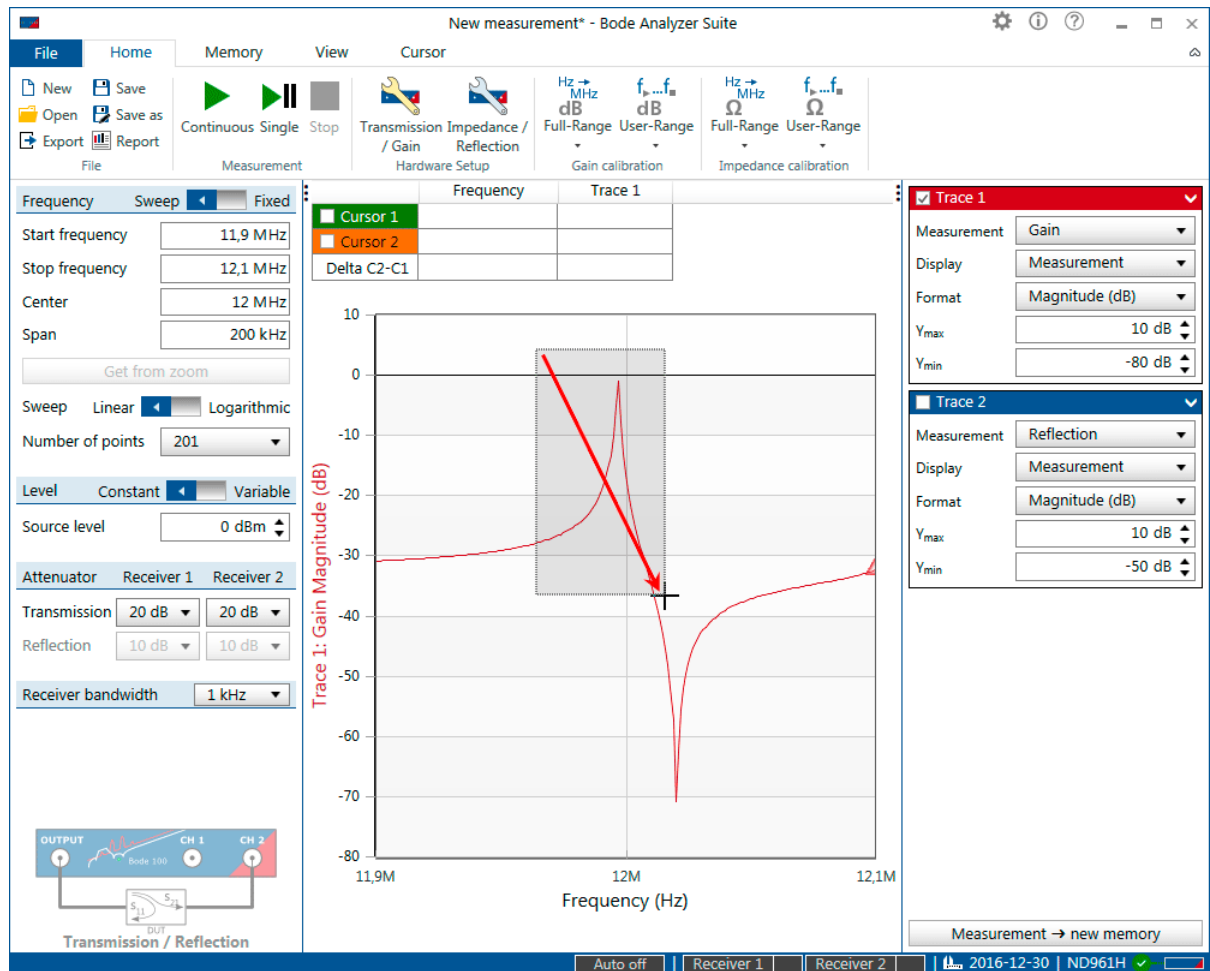 New measurement* - Bode Analyzer Suite
File Home Memory View Cursor
New Save
Open Save as
Export Report
File
Continuous Single Stop
Measurement
Transmission / Gain
Impedance / Reflection
Hardware Setup
Hz → MHz dB
Full-Range
f▸...f■ dB
User-Range
Gain calibration
Hz → MHz Ω
Full-Range
f▸...f■ Ω
User-Range
Impedance calibration
Frequency Sweep Fixed
Start frequency 11,9 MHz
Stop frequency 12,1 MHz
Center 12 MHz
Span 200 kHz
Get from zoom
Sweep Linear Logarithmic
Number of points 201
Level Constant Variable
Source level 0 dBm
Attenuator Receiver 1 Receiver 2
Transmission 20 dB 20 dB
Reflection 10 dB 10 dB
Receiver bandwidth 1 kHz
OUTPUT CH 1 CH 2
Bode 100
S11 S21
DUT
Transmission / Reflection
Frequency Trace 1
Cursor 1
Cursor 2
Delta C2-C1
Trace 1: Gain Magnitude (dB)
10
0
-10
-20
-30
-40
-50
-60
-70
-80
11,9M 12M 12,1M
Frequency (Hz)
Trace 1
Measurement Gain
Display Measurement
Format Magnitude (dB)
Ymax 10 dB
Ymin -80 dB
Trace 2
Measurement Reflection
Display Measurement
Format Magnitude (dB)
Ymax 10 dB
Ymin -50 dB
Measurement → new memory
Auto off | Receiver 1 Receiver 2 | 2016-12-30 | ND961H